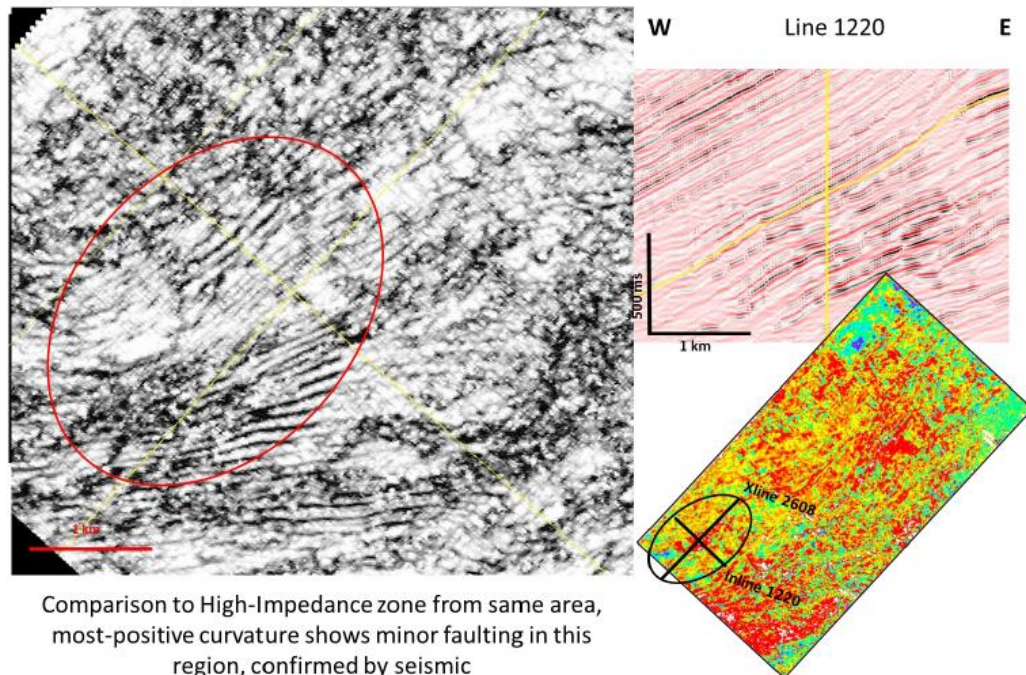 W Line 1220 E
500 ms
1 km
1 km
Xline 2608
Inline 1220
Comparison to High-Impedance zone from same area,
most-positive curvature shows minor faulting in this
region, confirmed by seismic